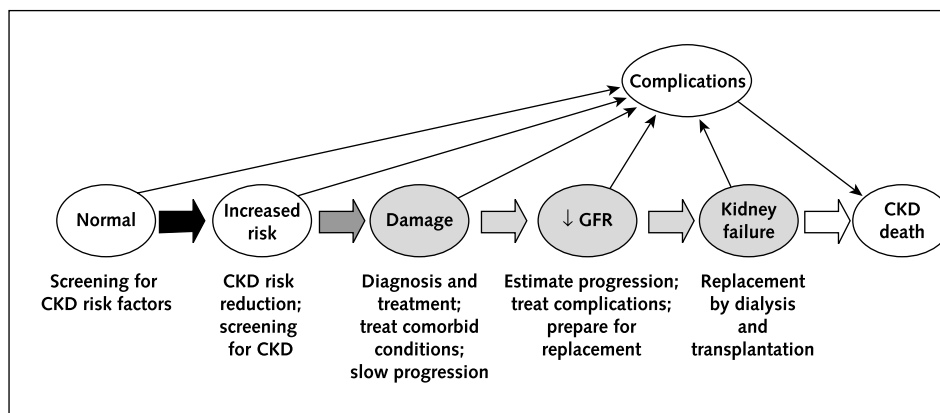 Complications
Normal
Increased
risk
Damage
↓ GFR
Kidney
failure
CKD
death
Screening for
CKD risk factors
CKD risk
reduction;
screening
for CKD
Diagnosis and
treatment;
treat comorbid
conditions;
slow progression
Estimate progression;
treat complications;
prepare for
replacement
Replacement
by dialysis
and
transplantation